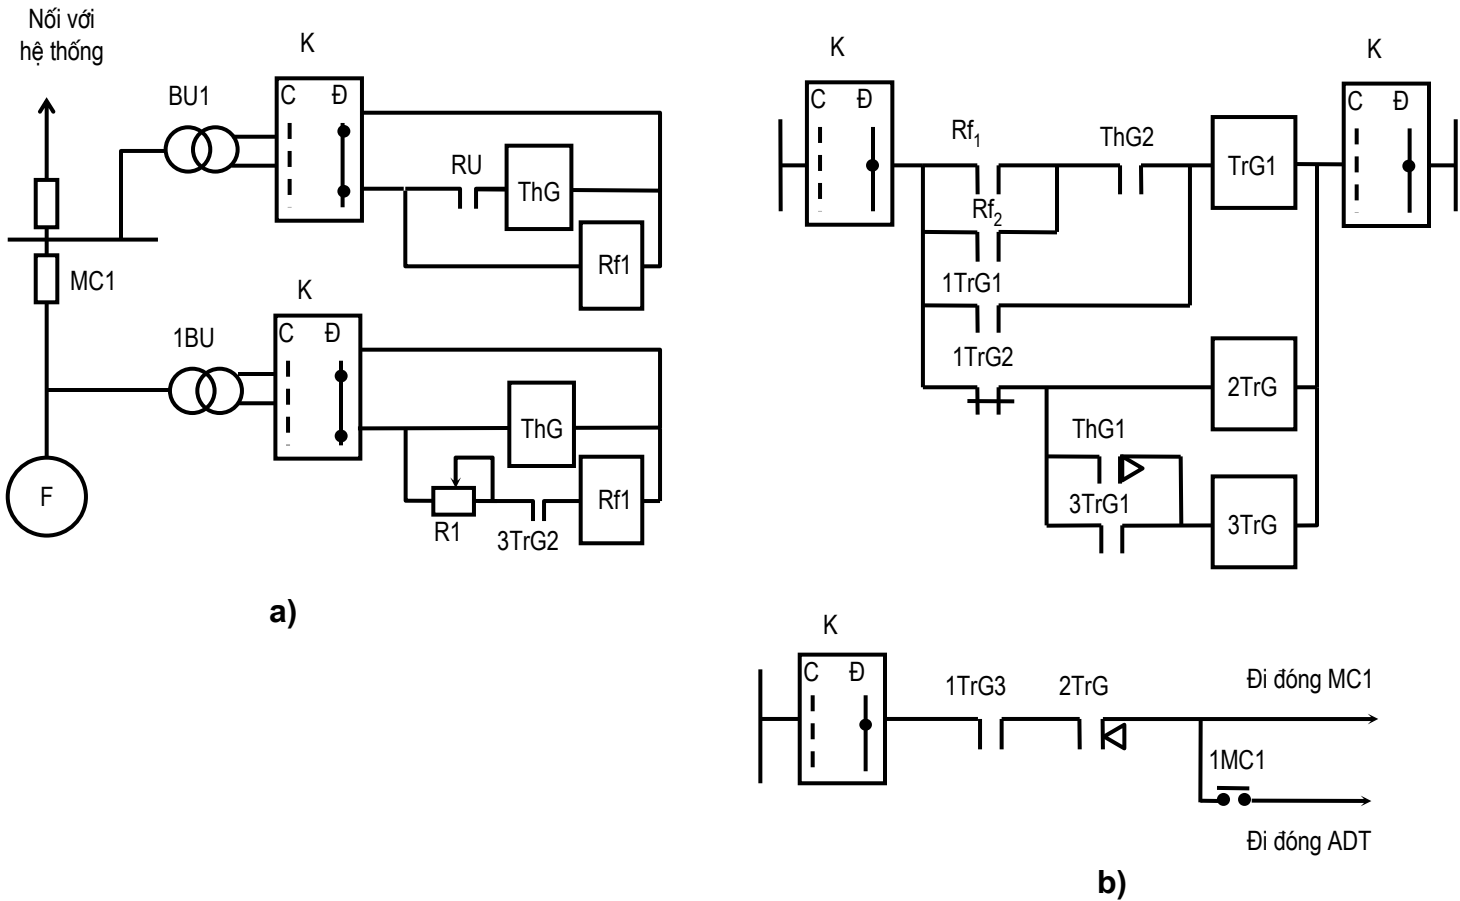 Nối với
hệ thống
K
BU1
C Đ
RU
ThG
Rf1
MC1
K
1BU
C Đ
ThG
Rf1
R1
3TrG2
F
a)
K
C Đ
Rf1
ThG2
TrG1
K
C Đ
Rf2
1TrG1
1TrG2
2TrG
ThG1
3TrG1
3TrG
K
C Đ
1TrG3
2TrG
Đi đóng MC1
1MC1
Đi đóng ADT
b)